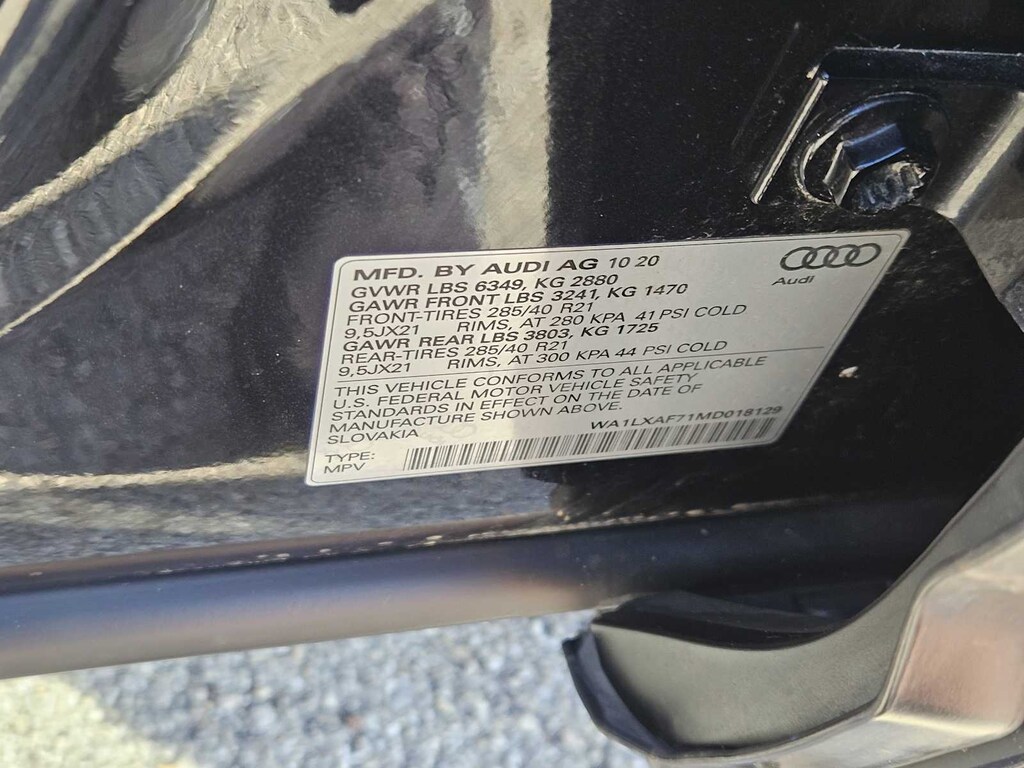 MFD. BY AUDI AG 10 20
GVWR LBS 6349, KG 2880
GAWR FRONT LBS 3241, KG 1470
FRONT-TIRES 285/40 R21
9,5JX21 RIMS, AT 280 KPA 41 PSI COLD
GAWR REAR LBS 3803, KG 1725
REAR-TIRES 285/40 R21
9,5JX21 RIMS, AT 300 KPA 44 PSI COLD
Audi
THIS VEHICLE CONFORMS TO ALL APPLICABLE
U.S. FEDERAL MOTOR VEHICLE SAFETY
STANDARDS IN EFFECT ON THE DATE OF
MANUFACTURE SHOWN ABOVE.
SLOVAKIA
WA1LXAF71MD018129
TYPE:
MPV